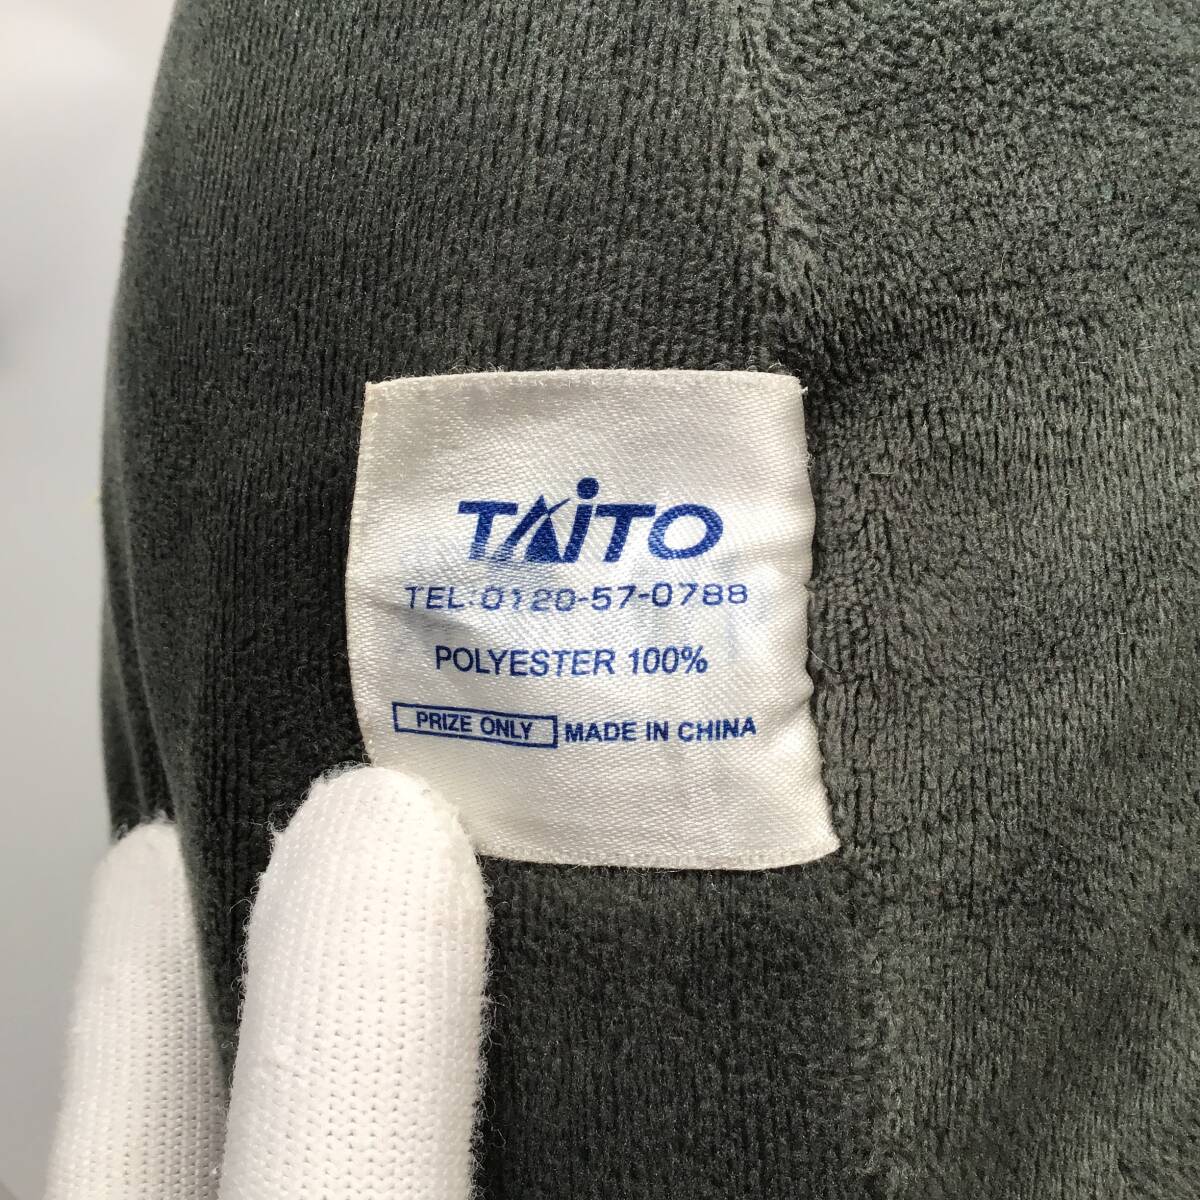 TAiTO
TEL:0120-57-0788
POLYESTER 100%
PRIZE ONLY MADE IN CHINA